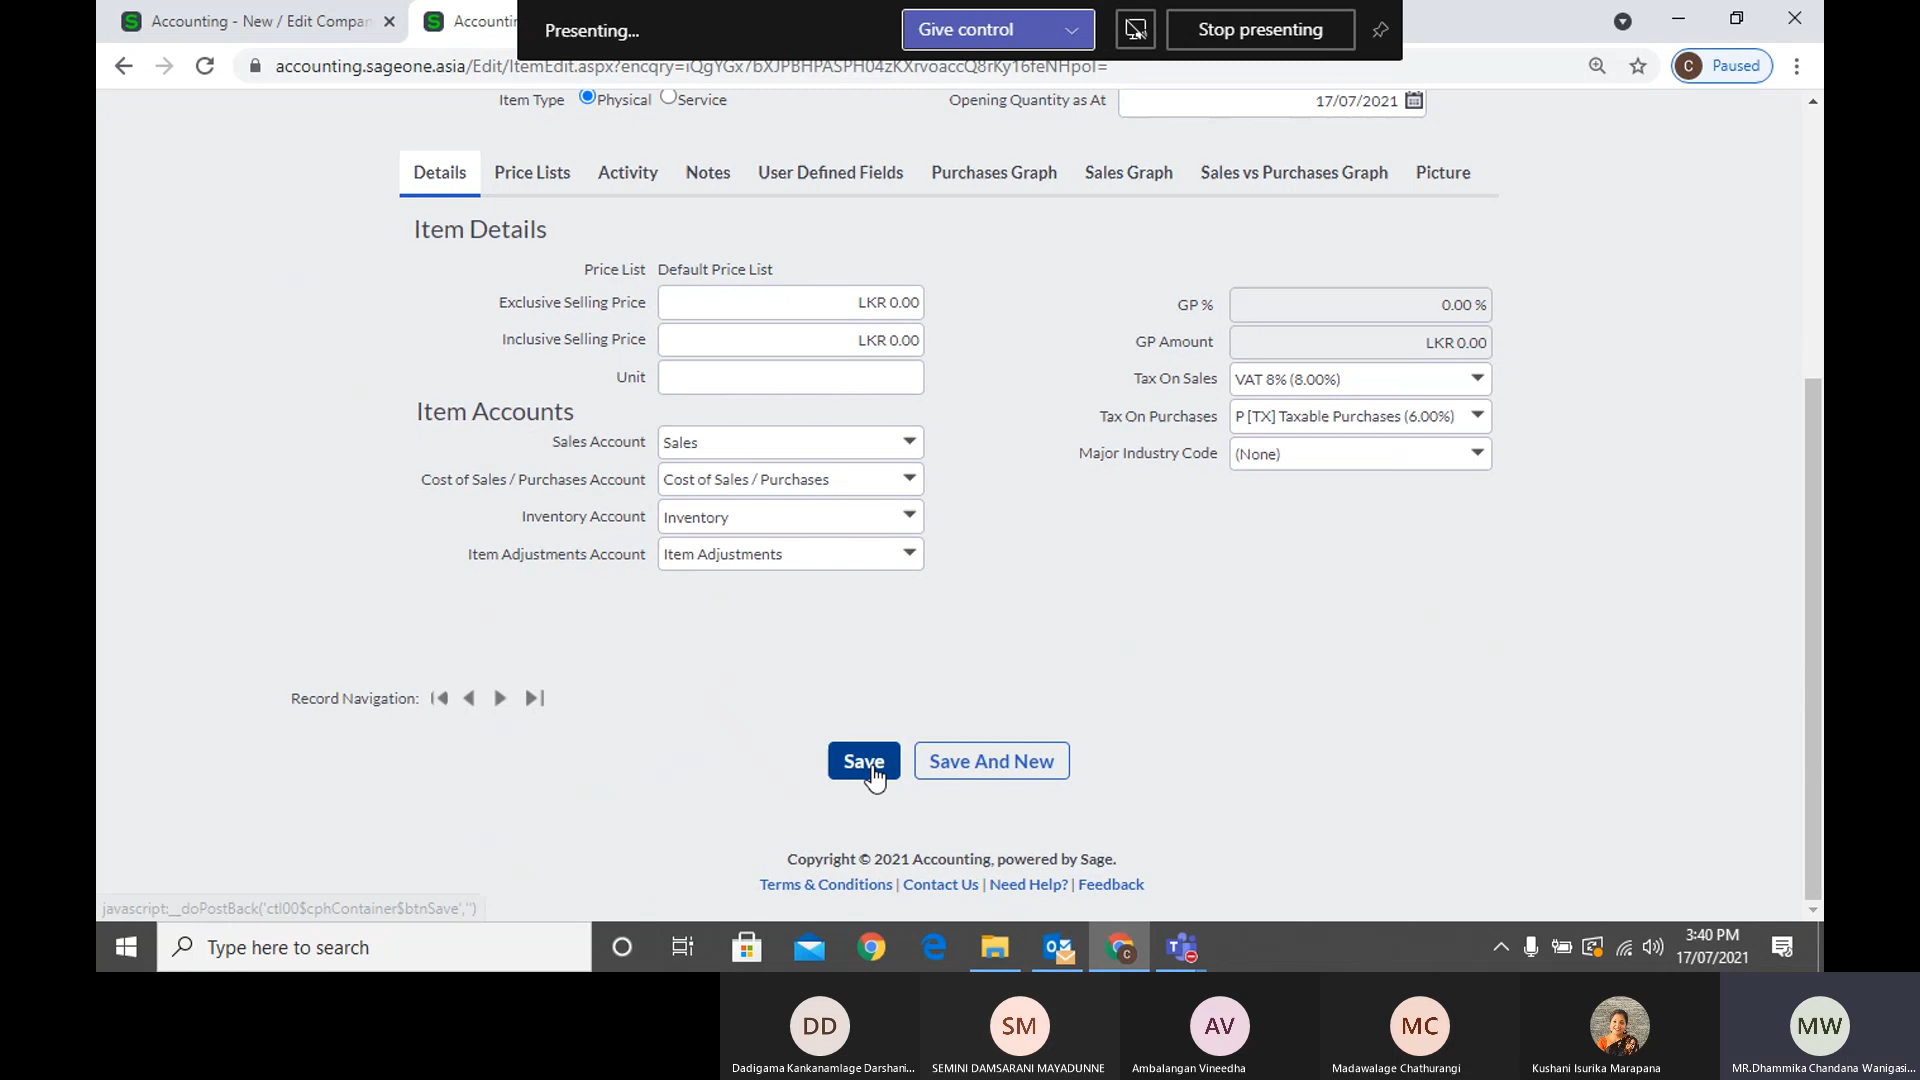 Accounting - New / Edit Compan
Accountin
Presenting...
Give control
Stop presenting
accounting.sageone.asia/Edit/ItemEdit.aspx?encqry=iQgYGx7bXJPBHPASPH04zKXrvoaccQ8rKy16feNHpoI=
C
Paused
Item Type
Physical
Service
Opening Quantity as At
17/07/2021
Details
Price Lists
Activity
Notes
User Defined Fields
Purchases Graph
Sales Graph
Sales vs Purchases Graph
Picture
Item Details
Price List Default Price List
Exclusive Selling Price LKR 0.00
GP % 0.00 %
Inclusive Selling Price LKR 0.00
GP Amount LKR 0.00
Unit
Tax On Sales VAT 8% (8.00%)
Item Accounts
Tax On Purchases P [TX] Taxable Purchases (6.00%)
Sales Account Sales
Major Industry Code (None)
Cost of Sales / Purchases Account Cost of Sales / Purchases
Inventory Account Inventory
Item Adjustments Account Item Adjustments
Record Navigation:
Save
Save And New
Copyright © 2021 Accounting, powered by Sage.
Terms & Conditions | Contact Us | Need Help? | Feedback
javascript:__doPostBack('ctl00$cphContainer$btnSave','')
Type here to search
3:40 PM
17/07/2021
DD
SM
AV
MC
MW
Dadigama Kankanamlage Darshani...
SEMINI DAMSARANI MAYADUNNE
Ambalangan Vineedha
Madawalage Chathurangi
Kushani Isurika Marapana
MR.Dhammika Chandana Wanigasi...